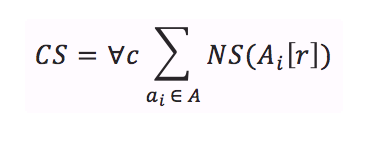 CS = ∀c ∑ NS(A_i[r])
a_i ∈ A